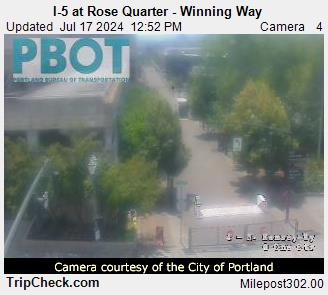 I-5 at Rose Quarter - Winning Way
Updated Jul 17 2024 12:52 PM Camera 4
PBOT
PORTLAND BUREAU OF TRANSPORTATION
Camera courtesy of the City of Portland
TripCheck.com Milepost302.00